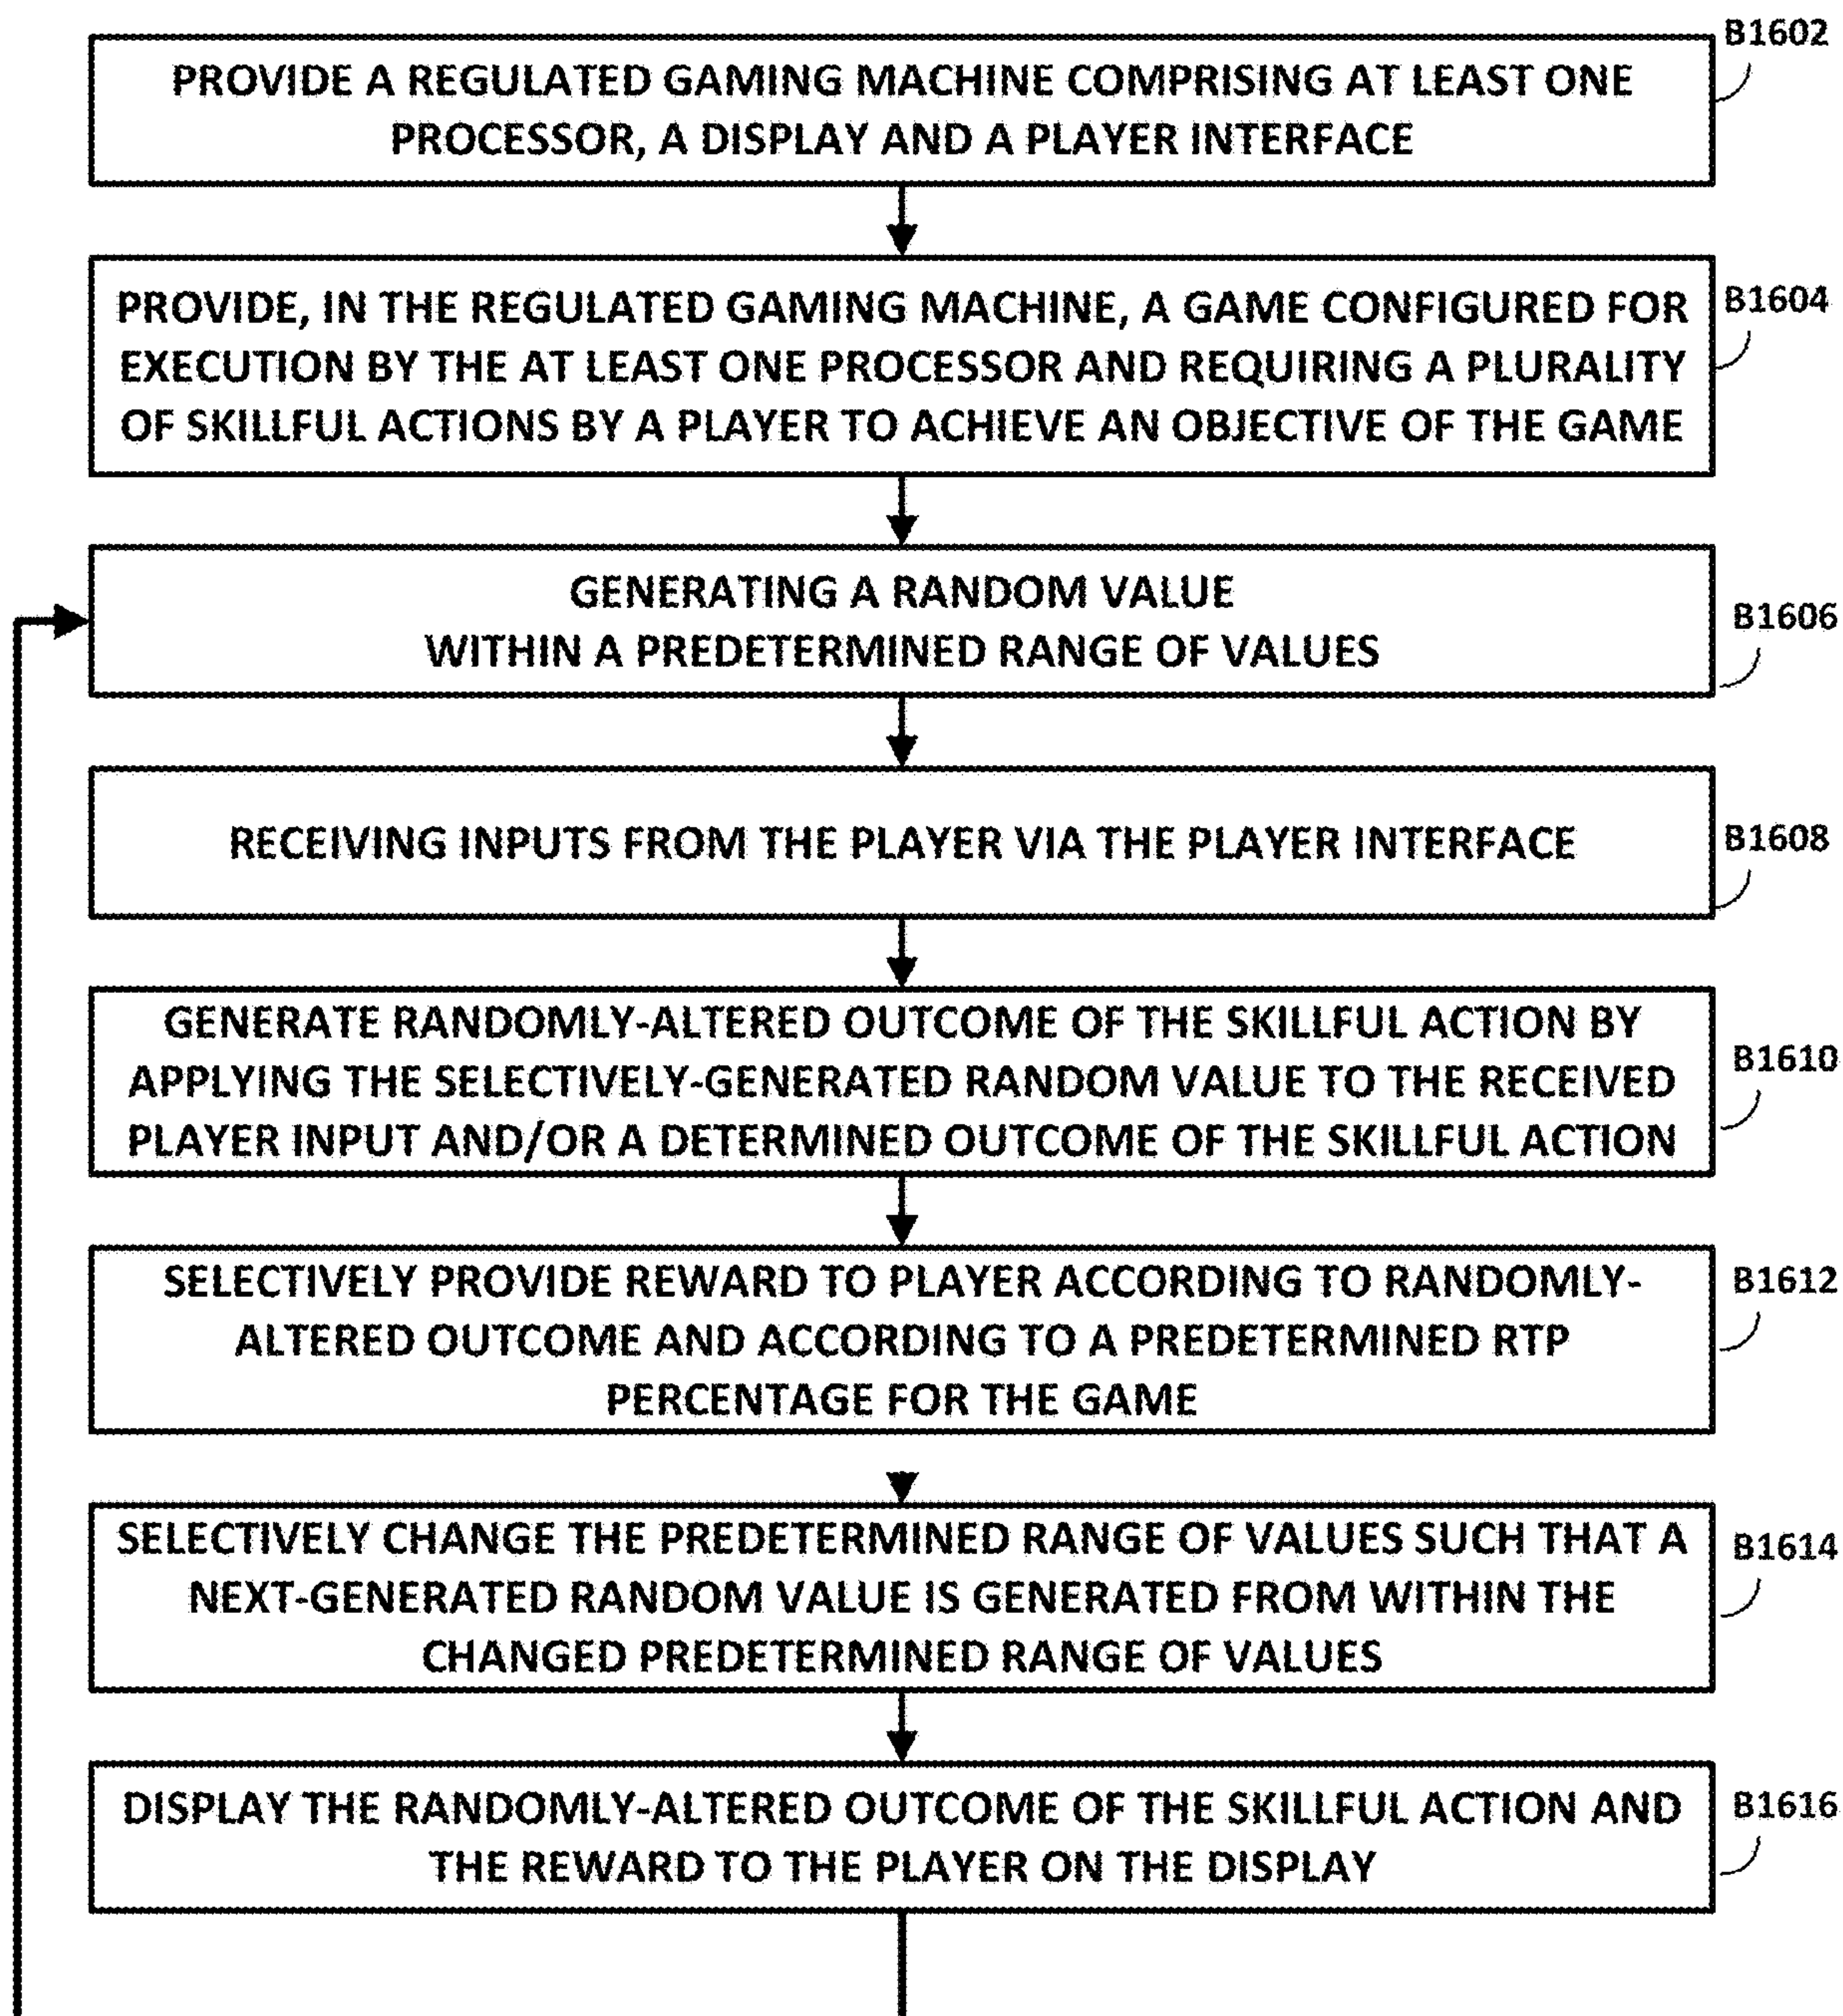 B1602
PROVIDE A REGULATED GAMING MACHINE COMPRISING AT LEAST ONE
PROCESSOR, A DISPLAY AND A PLAYER INTERFACE
B1604
PROVIDE, IN THE REGULATED GAMING MACHINE, A GAME CONFIGURED FOR
EXECUTION BY THE AT LEAST ONE PROCESSOR AND REQUIRING A PLURALITY
OF SKILLFUL ACTIONS BY A PLAYER TO ACHIEVE AN OBJECTIVE OF THE GAME
B1606
GENERATING A RANDOM VALUE
WITHIN A PREDETERMINED RANGE OF VALUES
B1608
RECEIVING INPUTS FROM THE PLAYER VIA THE PLAYER INTERFACE
B1610
GENERATE RANDOMLY-ALTERED OUTCOME OF THE SKILLFUL ACTION BY
APPLYING THE SELECTIVELY-GENERATED RANDOM VALUE TO THE RECEIVED
PLAYER INPUT AND/OR A DETERMINED OUTCOME OF THE SKILLFUL ACTION
B1612
SELECTIVELY PROVIDE REWARD TO PLAYER ACCORDING TO RANDOMLY-
ALTERED OUTCOME AND ACCORDING TO A PREDETERMINED RTP
PERCENTAGE FOR THE GAME
B1614
SELECTIVELY CHANGE THE PREDETERMINED RANGE OF VALUES SUCH THAT A
NEXT-GENERATED RANDOM VALUE IS GENERATED FROM WITHIN THE
CHANGED PREDETERMINED RANGE OF VALUES
B1616
DISPLAY THE RANDOMLY-ALTERED OUTCOME OF THE SKILLFUL ACTION AND
THE REWARD TO THE PLAYER ON THE DISPLAY